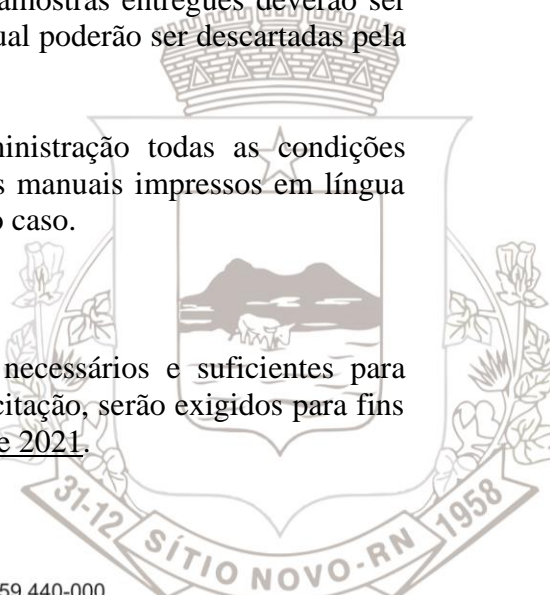 amostras entregues deverão ser
ual poderão ser descartadas pela
ministração todas as condições
s manuais impressos em língua
o caso.
necessários e suficientes para
citação, serão exigidos para fins
e 2021.
31-12 SÍTIO NOVO-RN 1958
59.440-000